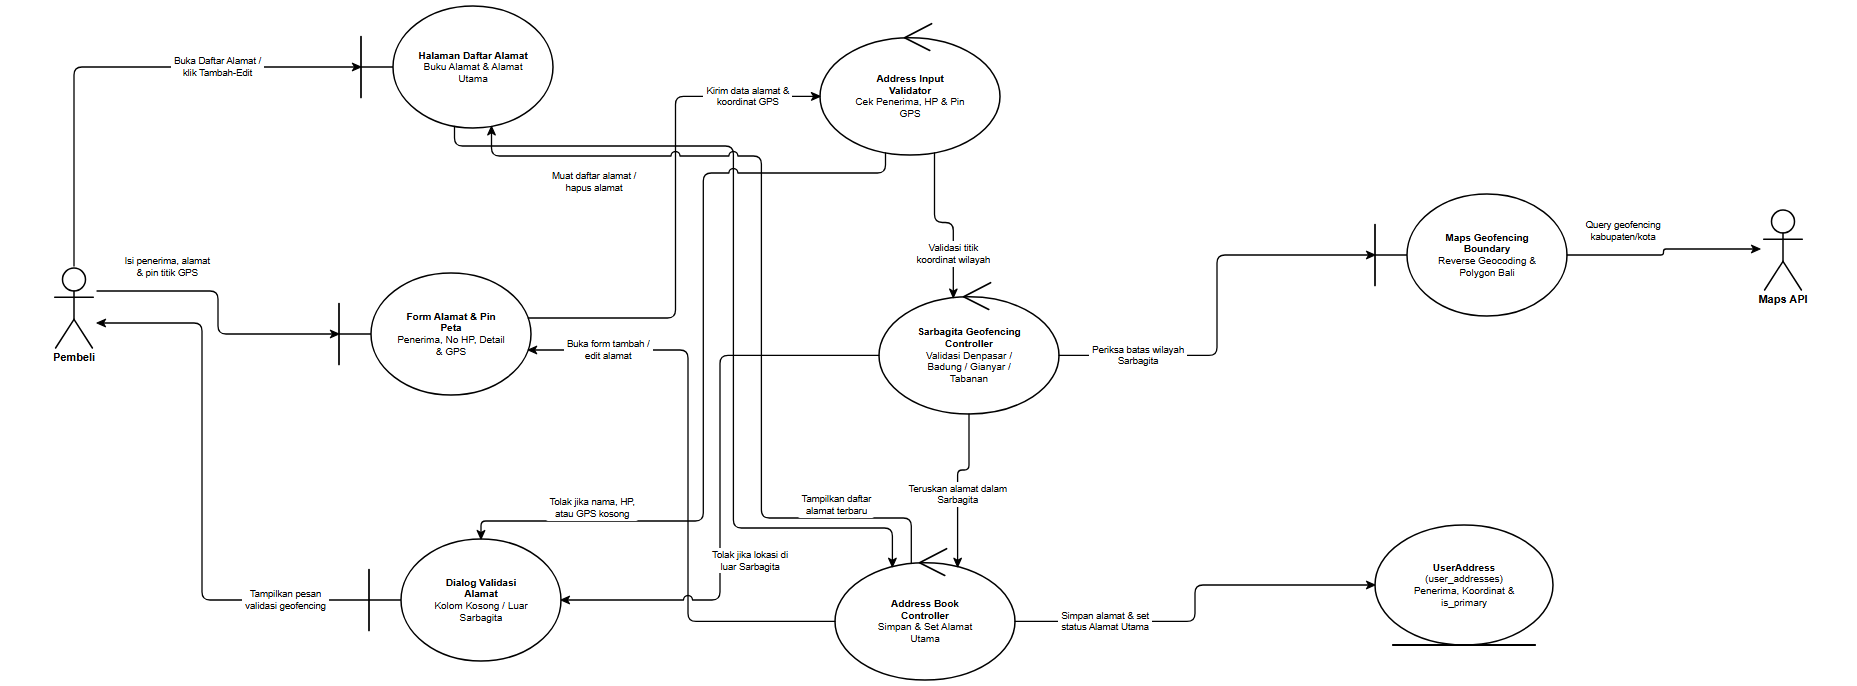 Halaman Daftar Alamat
Buku Alamat & Alamat
Utama
Buka Daftar Alamat /
klik Tambah-Edit
Address Input
Validator
Cek Penerima, HP & Pin
GPS
Kirim data alamat &
koordinat GPS
Muat daftar alamat /
hapus alamat
Validasi titik
koordinat wilayah
Maps Geofencing
Boundary
Reverse Geocoding &
Polygon Bali
Query geofencing
kabupaten/kota
Maps API
Isi penerima, alamat
& pin titik GPS
Pembeli
Form Alamat & Pin
Peta
Penerima, No HP, Detail
& GPS
Buka form tambah /
edit alamat
Sarbagita Geofencing
Controller
Validasi Denpasar /
Badung / Gianyar /
Tabanan
Periksa batas wilayah
Sarbagita
Tolak jika nama, HP,
atau GPS kosong
Tampilkan daftar
alamat terbaru
Teruskan alamat dalam
Sarbagita
Tolak jika lokasi di
luar Sarbagita
Tampilkan pesan
validasi geofencing
Dialog Validasi
Alamat
Kolom Kosong / Luar
Sarbagita
Address Book
Controller
Simpan & Set Alamat
Utama
Simpan alamat & set
status Alamat Utama
UserAddress
(user_addresses)
Penerima, Koordinat &
is_primary